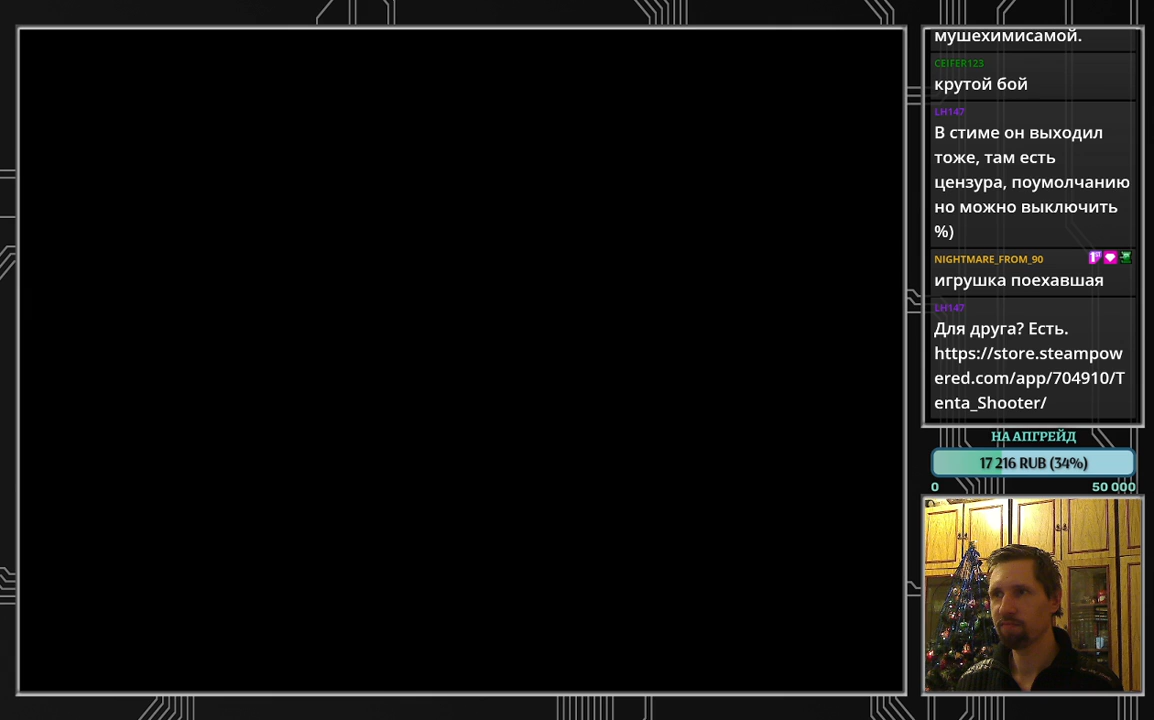 мушехимисамой.
CEIFER123
крутой бой
LH147
В стиме он выходил
тоже, там есть
цензура, поумолчанию
но можно выключить
%)
NIGHTMARE_FROM_90
игрушка поехавшая
LH147
Для друга? Есть.
https://store.steampow
ered.com/app/704910/T
enta_Shooter/
НА АПГРЕЙД
17 216 RUB (34%)
0 50 000